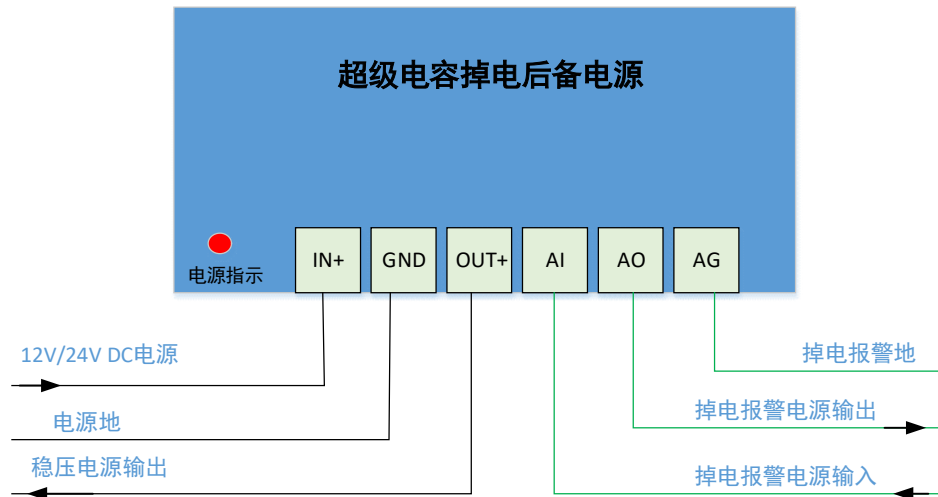 超级电容掉电后备电源
电源指示
IN+
GND
OUT+
AI
AO
AG
12V/24V DC电源
电源地
稳压电源输出
掉电报警地
掉电报警电源输出
掉电报警电源输入